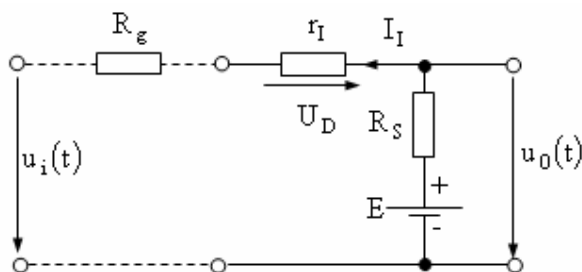 R_g
r_I
I_I
U_D
R_S
u_i(t)
u_0(t)
E
+
-